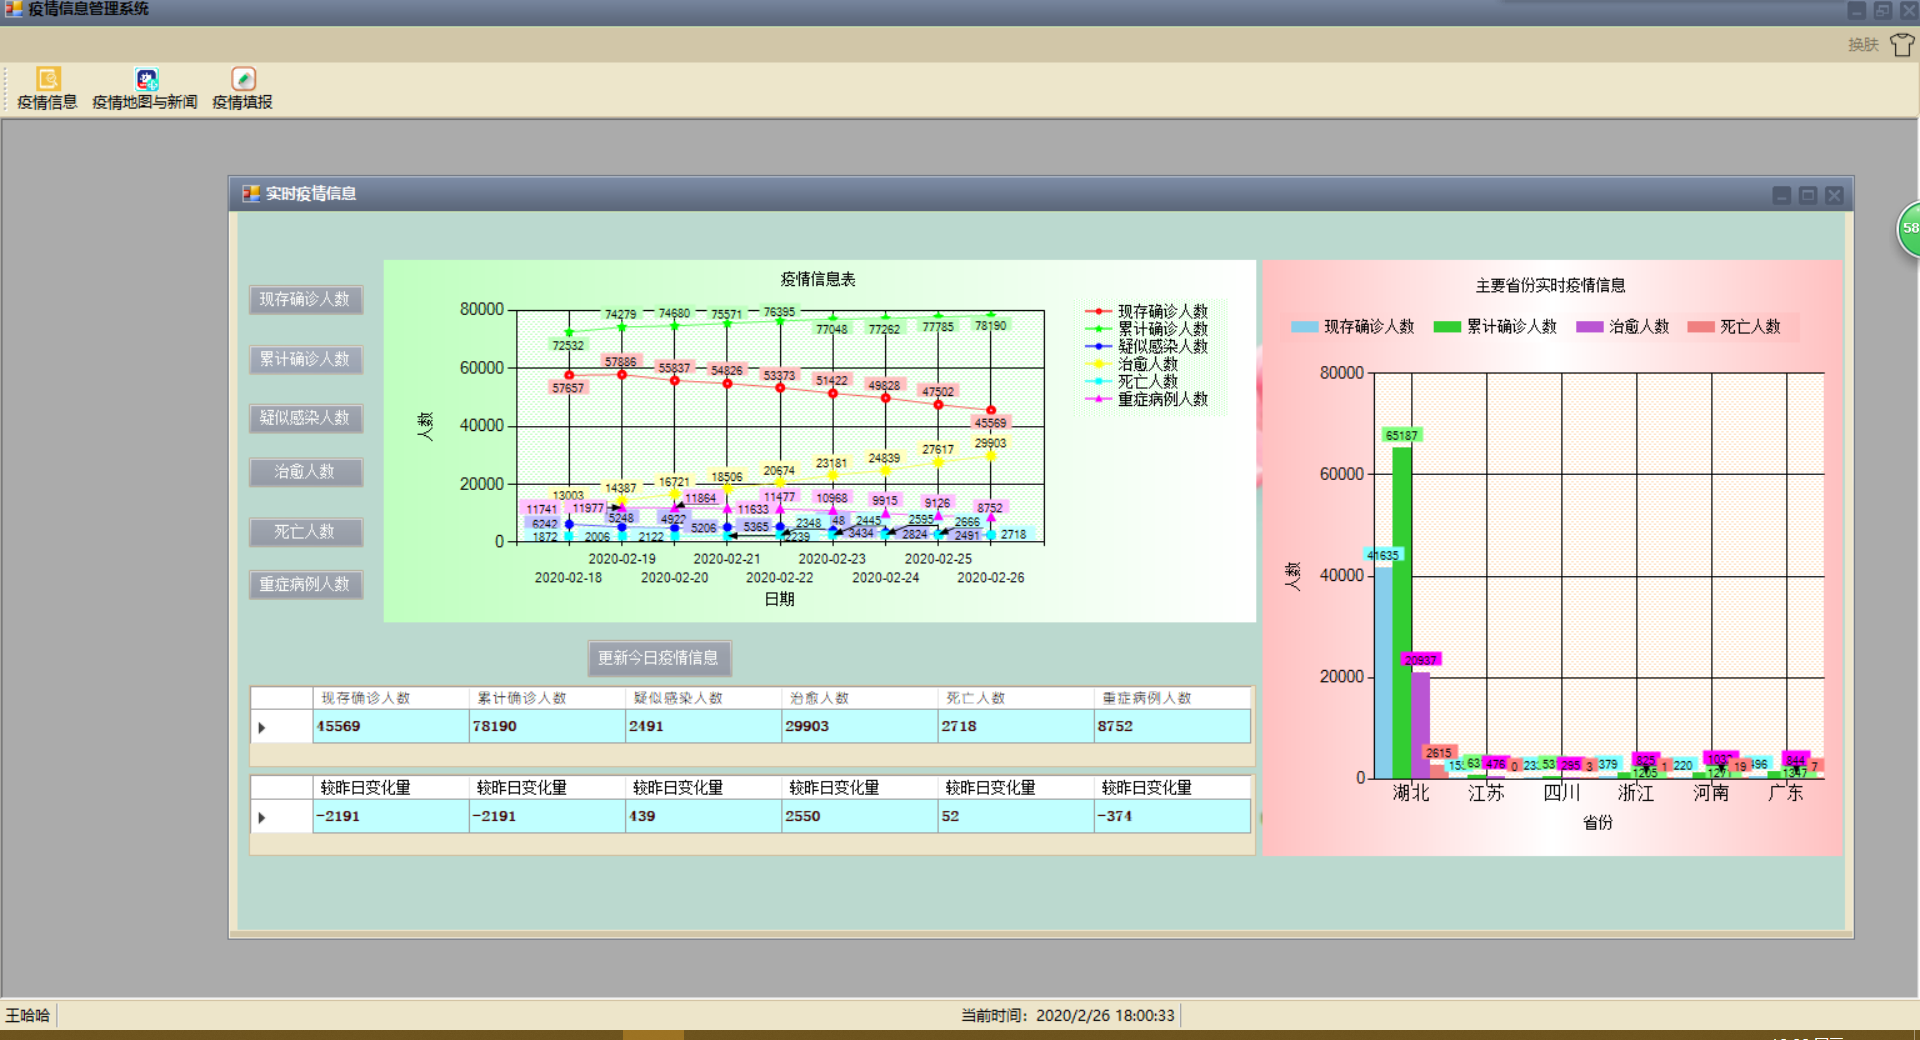 疫情信息管理系统
换肤
疫情信息 疫情地图与新闻 疫情填报
实时疫情信息
58
现存确诊人数
累计确诊人数
疑似感染人数
治愈人数
死亡人数
重症病例人数
疫情信息表
人数
80000
60000
40000
20000
0
72532 74279 74680 75571 76395 77048 77262 77785 78190
57657 57886 55837 54826 53373 51422 49828 47502 45569
13003 14387 16721 18506 20674 23181 24839 27617 29903
11741 11977 11864 11633 11477 10968 9915 9126 8752
6242 5248 4922 5206 5365 3434 2824 2491
1872 2006 2122 2239 2348 2445 2595 2666 2718
2020-02-19 2020-02-21 2020-02-23 2020-02-25
2020-02-18 2020-02-20 2020-02-22 2020-02-24 2020-02-26
日期
现存确诊人数
累计确诊人数
疑似感染人数
治愈人数
死亡人数
重症病例人数
更新今日疫情信息
现存确诊人数 累计确诊人数 疑似感染人数 治愈人数 死亡人数 重症病例人数
45569 78190 2491 29903 2718 8752
较昨日变化量 较昨日变化量 较昨日变化量 较昨日变化量 较昨日变化量 较昨日变化量
-2191 -2191 439 2550 52 -374
主要省份实时疫情信息
现存确诊人数 累计确诊人数 治愈人数 死亡人数
人数
80000
60000
40000
20000
0
65187
41635
20937
2615
476 0 295 3 379 825 1 1205 220 19 1271 844 1347 7
湖北 江苏 四川 浙江 河南 广东
省份
王哈哈
当前时间：2020/2/26 18:00:33